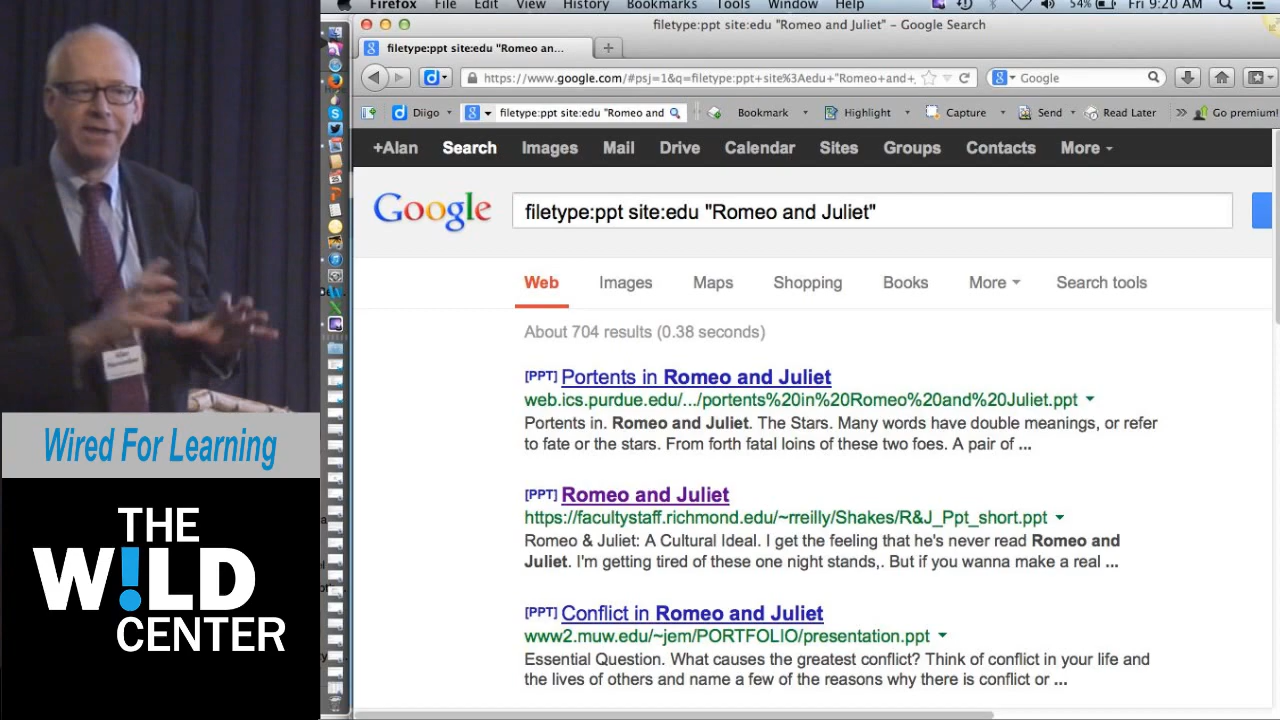 Firefox File Edit View History Bookmarks Tools Window Help 54% Fri 9:20 AM
filetype:ppt site:edu "Romeo and Juliet" – Google Search
filetype:ppt site:edu "Romeo an...
https://www.google.com/#psj=1&q=filetype:ppt+site%3Aedu+"Romeo+and+
Google
Diigo
filetype:ppt site:edu "Romeo and
Bookmark
Highlight
Capture
Send
Read Later
Go premium!
+Alan Search Images Mail Drive Calendar Sites Groups Contacts More
Google
filetype:ppt site:edu "Romeo and Juliet"
Web Images Maps Shopping Books More Search tools
About 704 results (0.38 seconds)
[PPT] Portents in Romeo and Juliet
web.ics.purdue.edu/.../portents%20in%20Romeo%20and%20Juliet.ppt
Portents in. Romeo and Juliet. The Stars. Many words have double meanings, or refer
to fate or the stars. From forth fatal loins of these two foes. A pair of ...
[PPT] Romeo and Juliet
https://facultystaff.richmond.edu/~rreilly/Shakes/R&J_Ppt_short.ppt
Romeo & Juliet: A Cultural Ideal. I get the feeling that he's never read Romeo and
Juliet. I'm getting tired of these one night stands,. But if you wanna make a real ...
[PPT] Conflict in Romeo and Juliet
www2.muw.edu/~jem/PORTFOLIO/presentation.ppt
Essential Question. What causes the greatest conflict? Think of conflict in your life and
the lives of others and name a few of the reasons why there is conflict or ...
Wired For Learning
THE
W!LD
CENTER